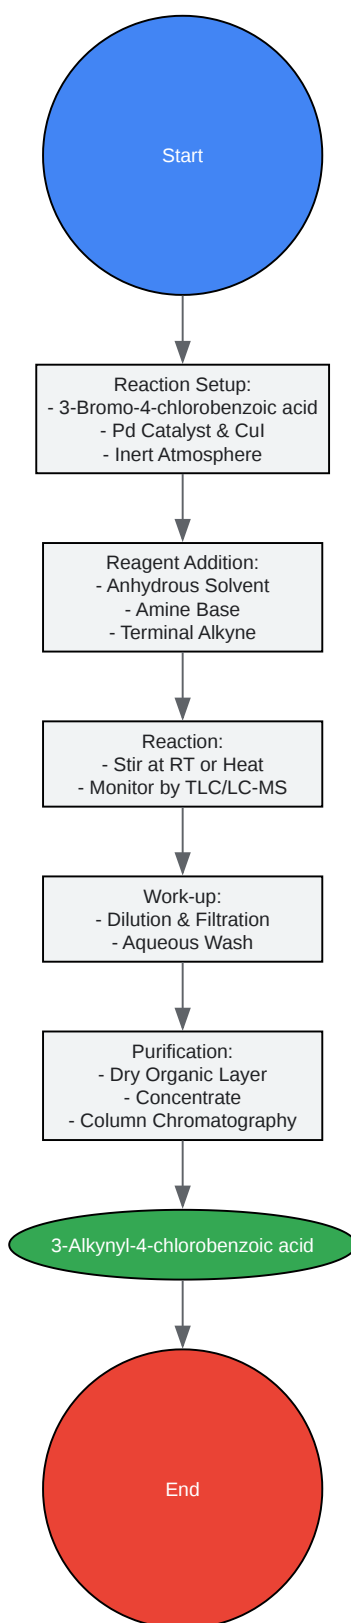 Start
Reaction Setup:
- 3-Bromo-4-chlorobenzoic acid
- Pd Catalyst & CuI
- Inert Atmosphere
Reagent Addition:
- Anhydrous Solvent
- Amine Base
- Terminal Alkyne
Reaction:
- Stir at RT or Heat
- Monitor by TLC/LC-MS
Work-up:
- Dilution & Filtration
- Aqueous Wash
Purification:
- Dry Organic Layer
- Concentrate
- Column Chromatography
3-Alkynyl-4-chlorobenzoic acid
End